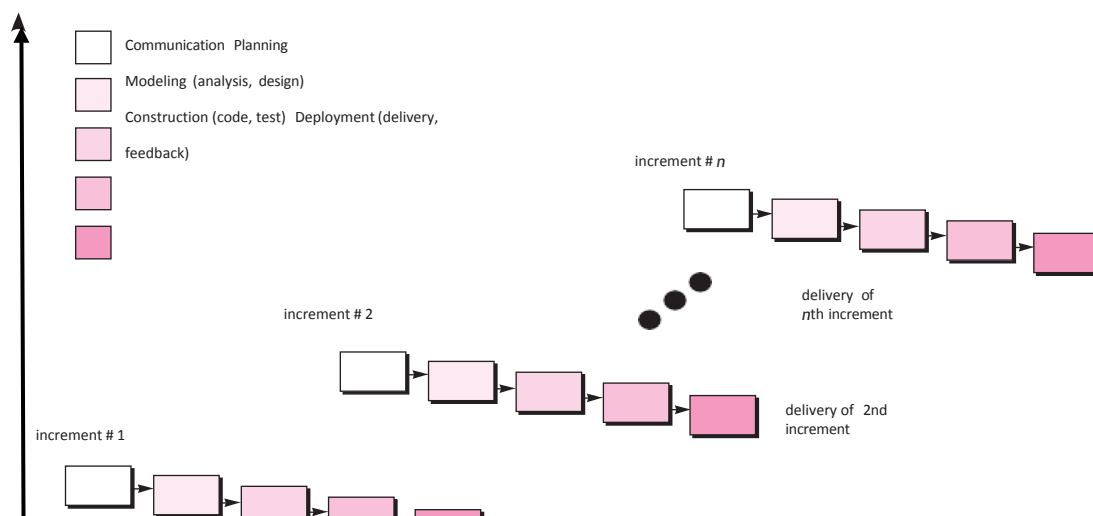 Communication Planning
Modeling (analysis, design)
Construction (code, test) Deployment (delivery,
feedback)
increment # n
delivery of
nth increment
increment # 2
delivery of 2nd
increment
increment # 1